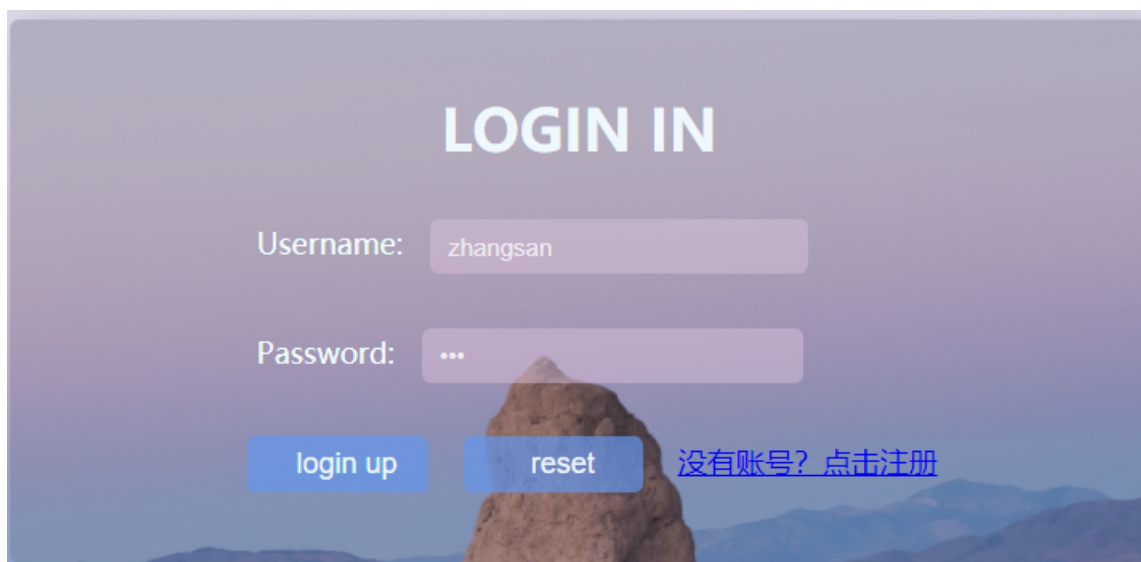 LOGIN IN
Username: zhangsan
Password: •••
login up reset 没有账号？点击注册